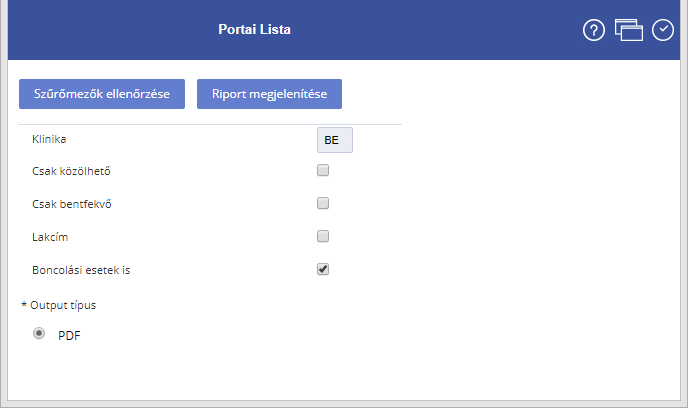 Portai Lista
Szűrőmezők ellenőrzése Riport megjelenítése
Klinika BE
Csak közölhető
Csak bentfekvő
Lakcím
Boncolási esetek is
* Output típus
PDF